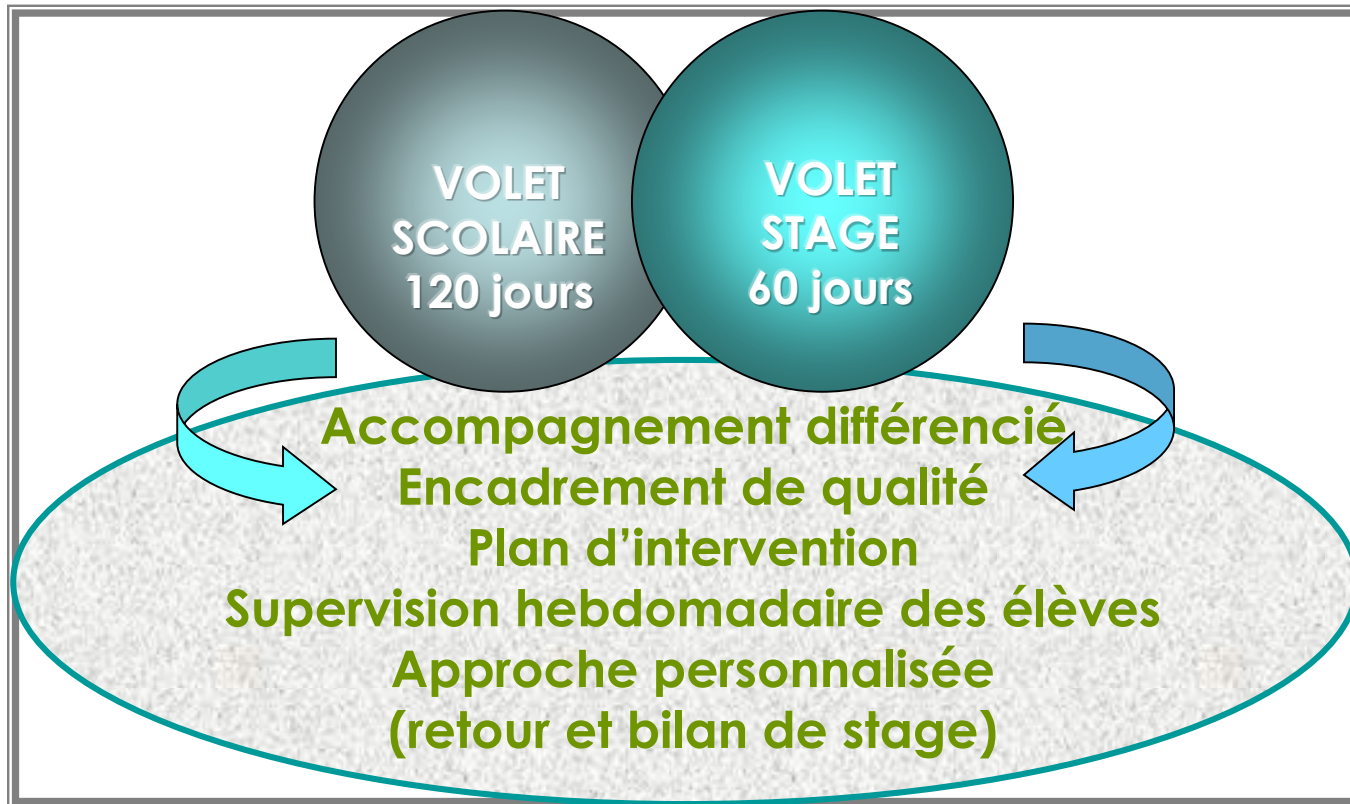 VOLET
SCOLAIRE
120 jours
VOLET
STAGE
60 jours
Accompagnement différencié
Encadrement de qualité
Plan d’intervention
Supervision hebdomadaire des élèves
Approche personnalisée
(retour et bilan de stage)